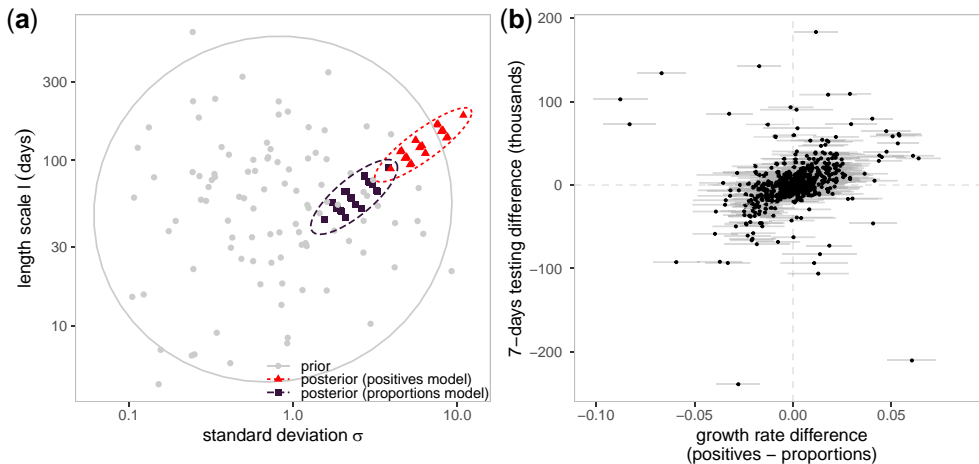 (a)
length scale l (days)
300
100
30
10
0.1
1.0
10.0
standard deviation σ
prior
posterior (positives model)
posterior (proportions model)
(b)
7-days testing difference (thousands)
200
100
0
−100
−200
−0.10
−0.05
0.00
0.05
growth rate difference
(positives − proportions)